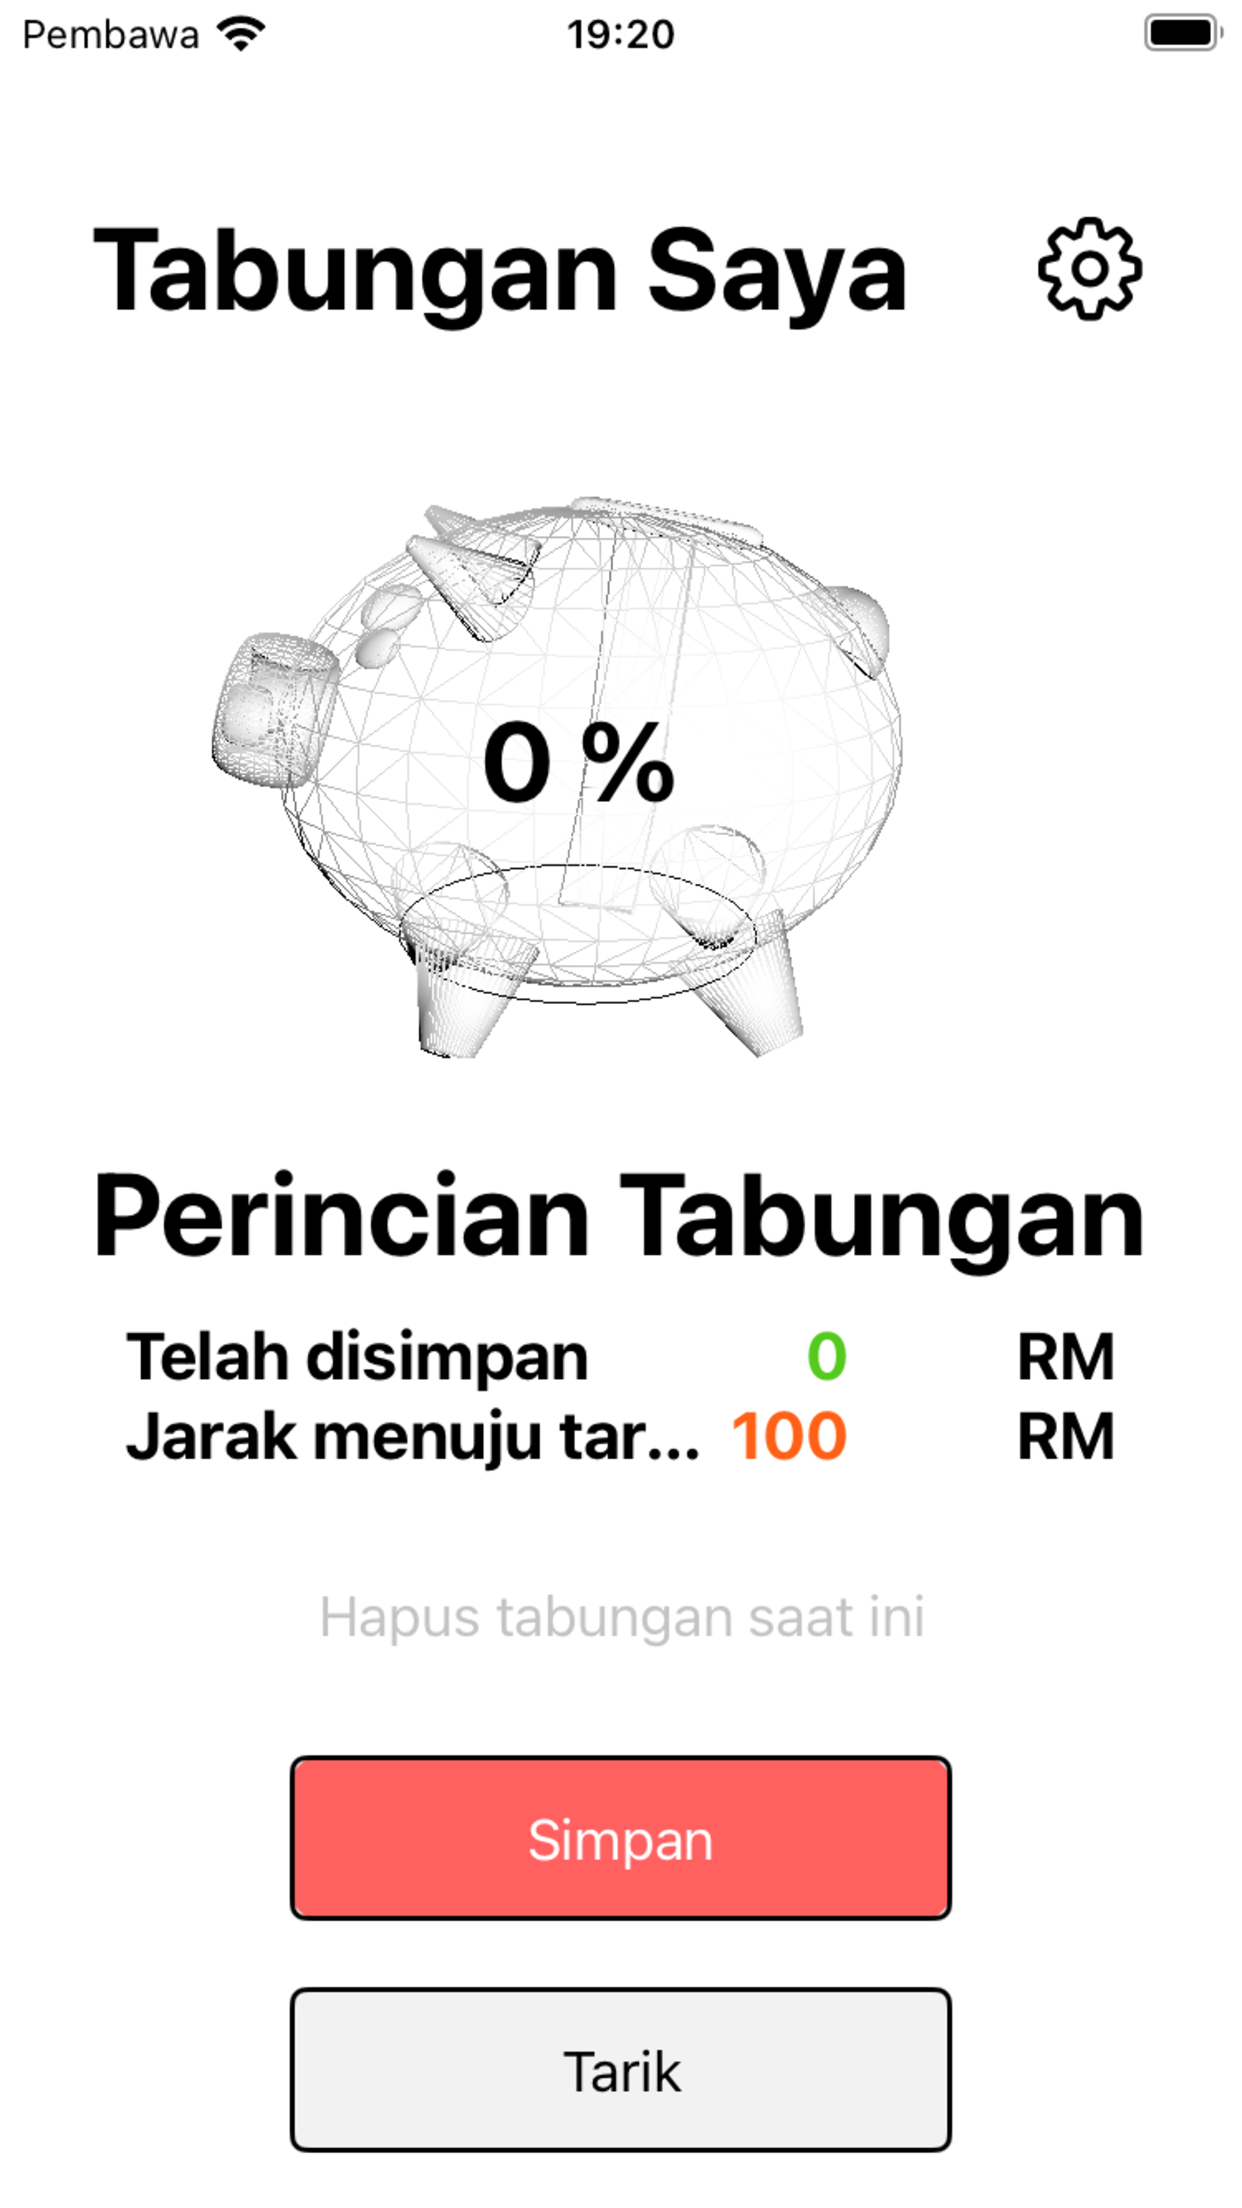 Pembawa 19:20
Tabungan Saya
0 %
Perincian Tabungan
Telah disimpan 0 RM
Jarak menuju tar... 100 RM
Hapus tabungan saat ini
Simpan
Tarik